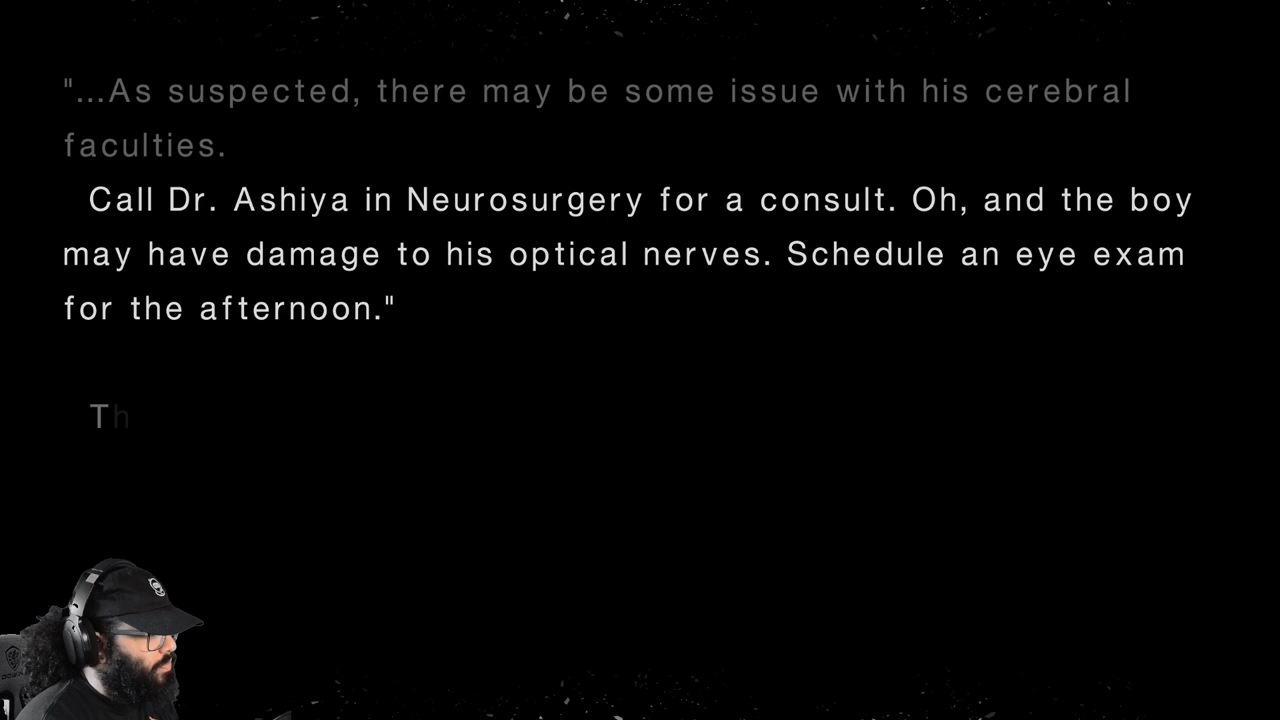 "...As suspected, there may be some issue with his cerebral
faculties.
Call Dr. Ashiya in Neurosurgery for a consult. Oh, and the boy
may have damage to his optical nerves. Schedule an eye exam
for the afternoon."
Th